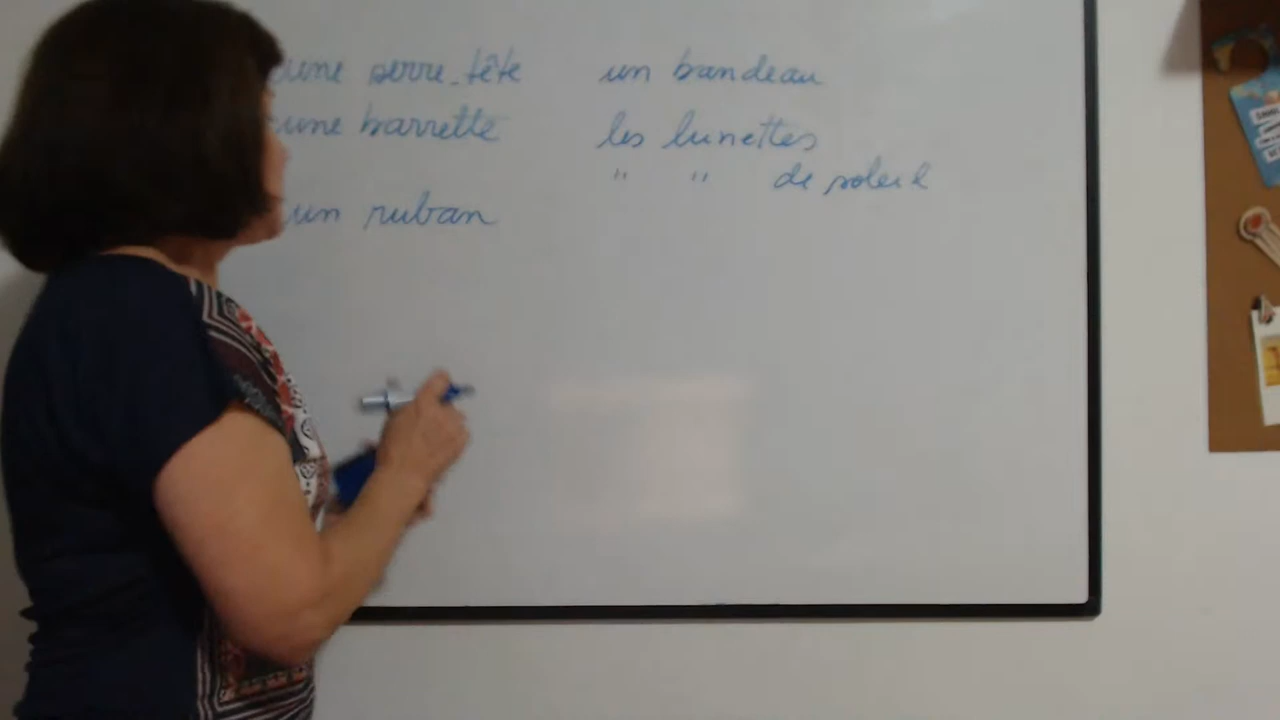 une serre-tête
une barrette
un ruban
un bandeau
les lunettes
" " de soleil